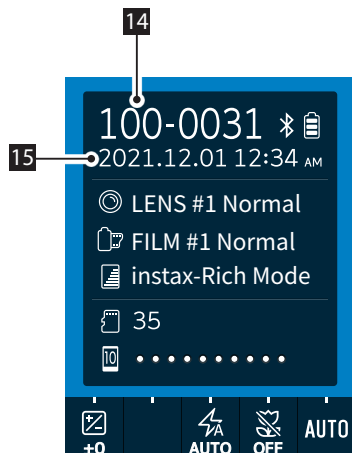 14
100-0031
15
2021.12.01 12:34 AM
LENS #1 Normal
FILM #1 Normal
instax-Rich Mode
35
10
A
±0 AUTO OFF AUTO